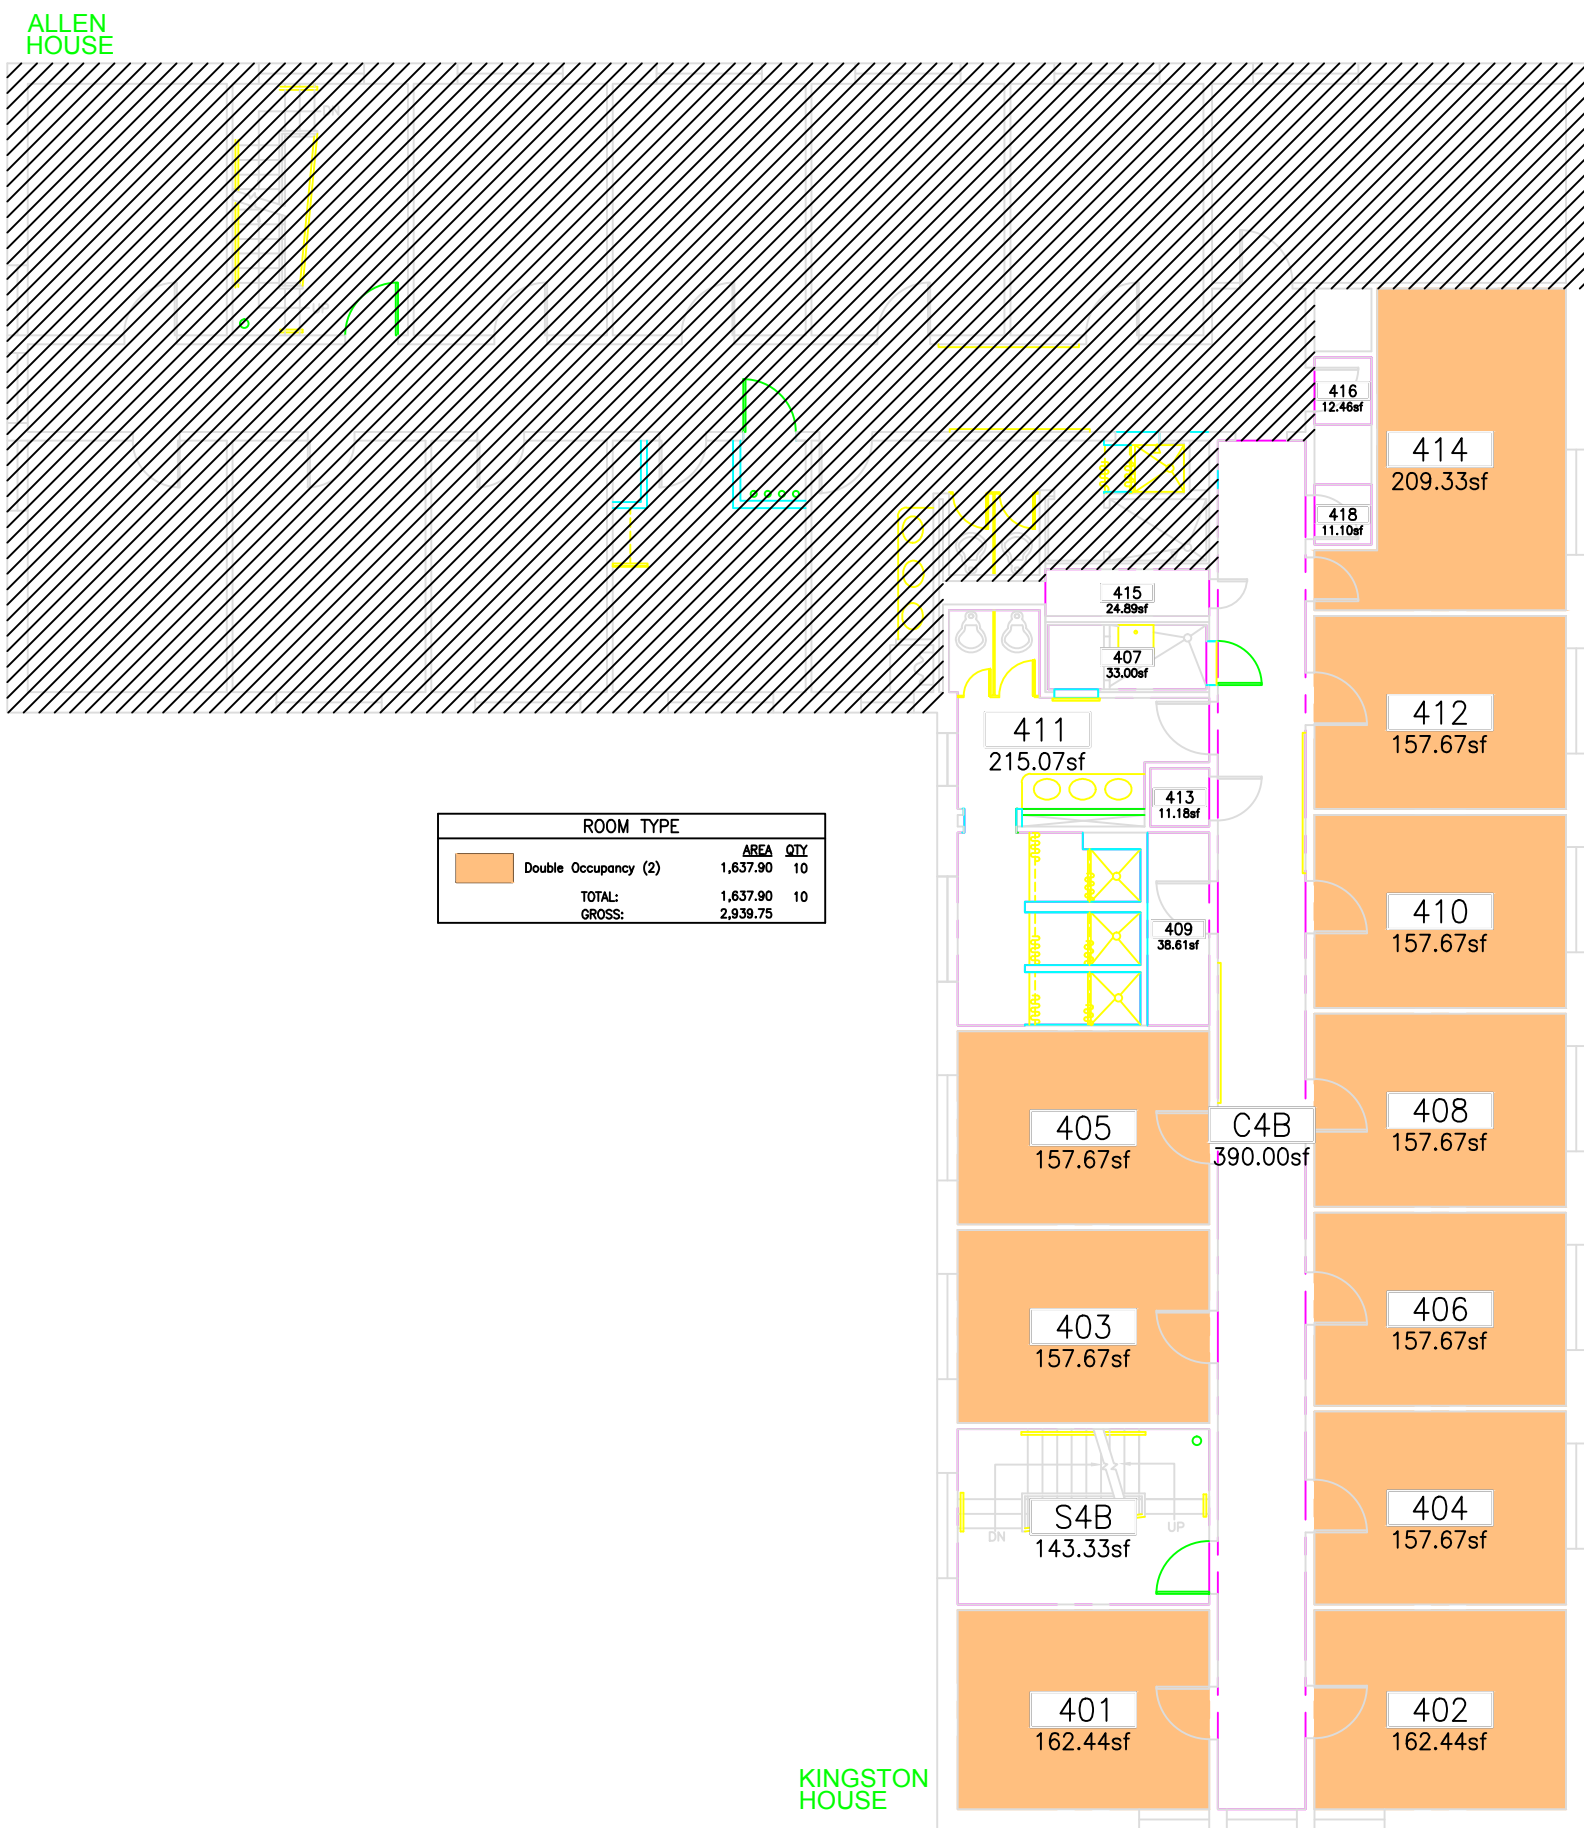 ALLEN
HOUSE
DN
UP
416
12.46sf
414
209.33sf
418
11.10sf
415
24.89sf
407
33.00sf
412
157.67sf
411
215.07sf
413
11.18sf
ROOM TYPE
AREA QTY
Double Occupancy (2) 1,637.90 10
TOTAL: 1,637.90 10
GROSS: 2,939.75
410
157.67sf
409
38.61sf
405
157.67sf
C4B
390.00sf
408
157.67sf
403
157.67sf
406
157.67sf
S4B
143.33sf
DN
UP
404
157.67sf
401
162.44sf
402
162.44sf
KINGSTON
HOUSE